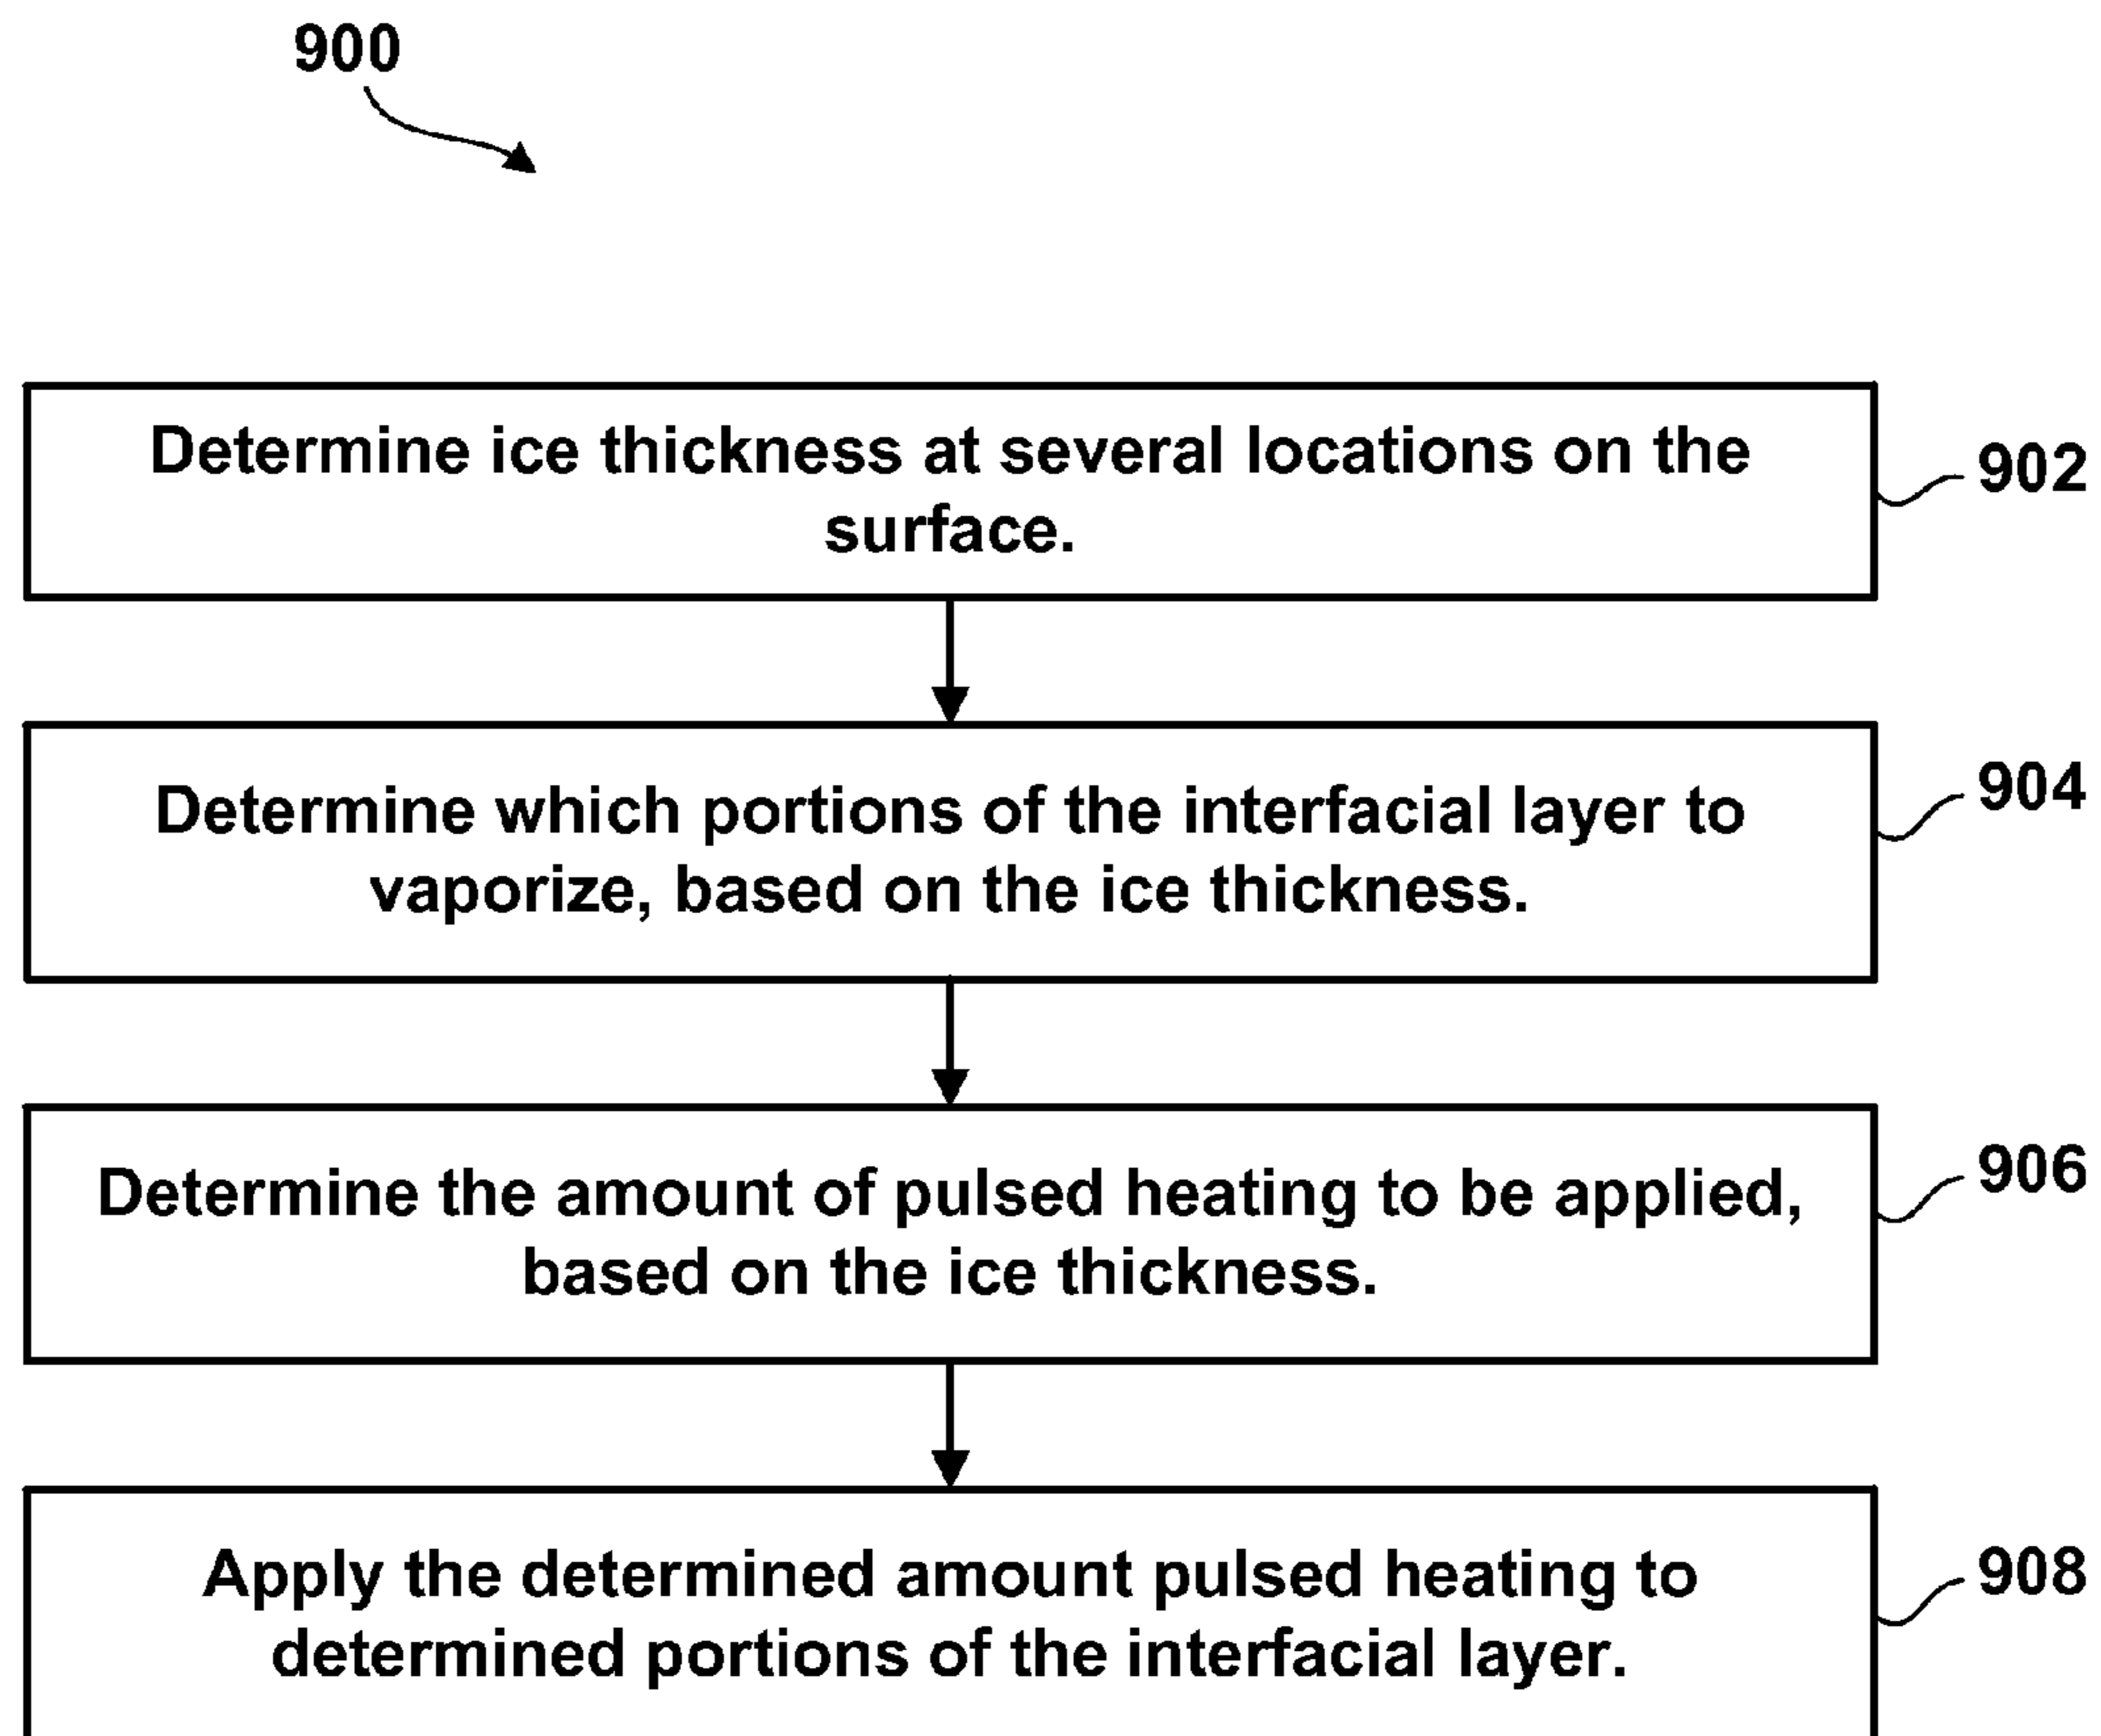 900
Determine ice thickness at several locations on the
surface.
902
Determine which portions of the interfacial layer to
vaporize, based on the ice thickness.
904
Determine the amount of pulsed heating to be applied,
based on the ice thickness.
906
Apply the determined amount pulsed heating to
determined portions of the interfacial layer.
908